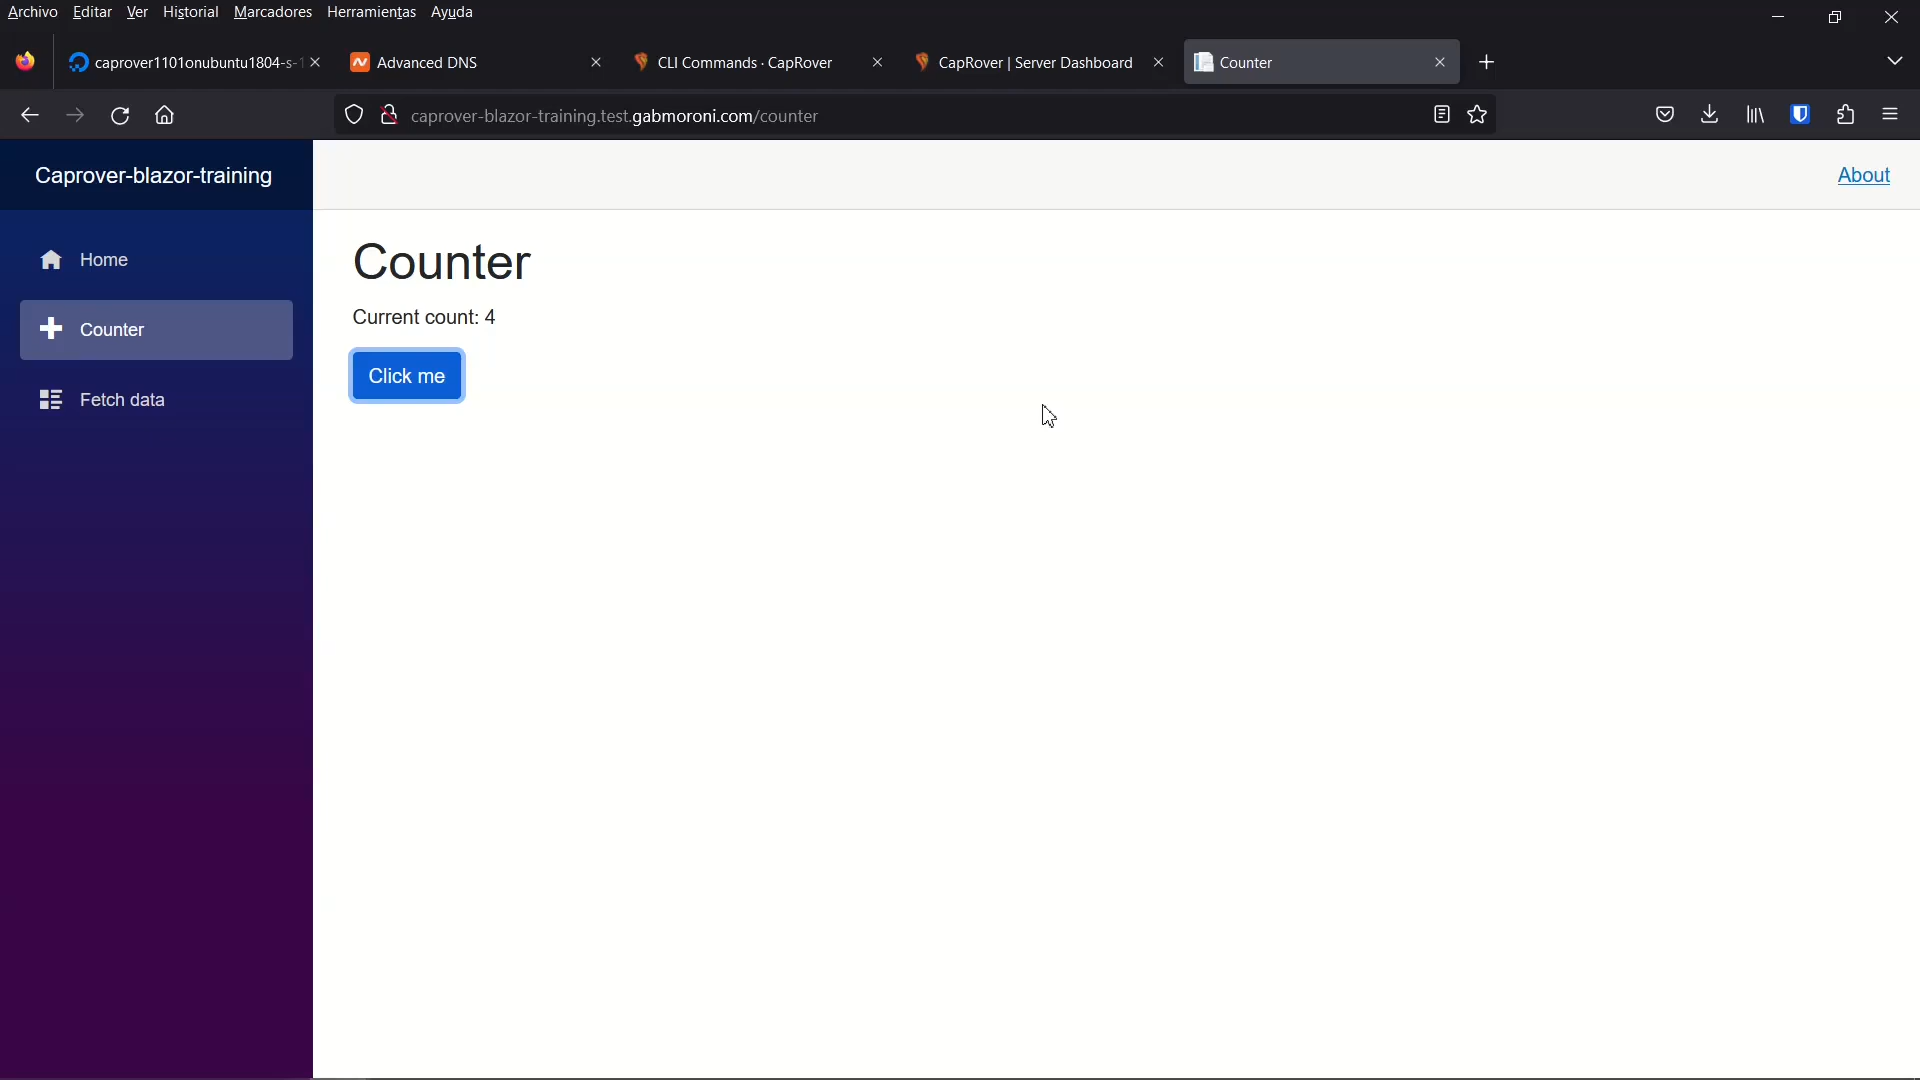 Archivo Editar Ver Historial Marcadores Herramientas Ayuda
caprover1101onubuntu1804-s-1
Advanced DNS
CLI Commands · CapRover
CapRover | Server Dashboard
Counter
caprover-blazor-training.test.gabmoroni.com/counter
Caprover-blazor-training
About
Home
Counter
Fetch data
Counter
Current count: 4
Click me